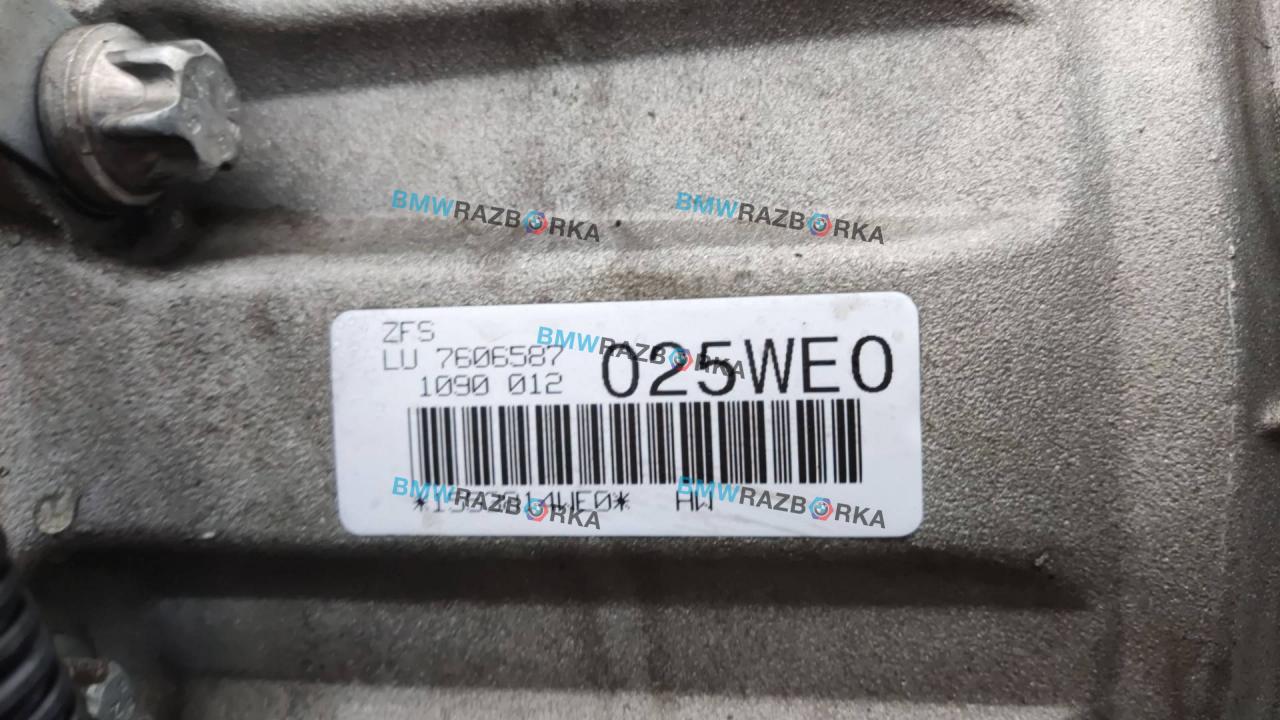 BMWRAZBORKA BMWRAZBORKA
ZFS
LU 7606587 BMWRAZBORKA
1090 012 025WE0
BMWRAZBORKA BMWRAZBORKA
HW